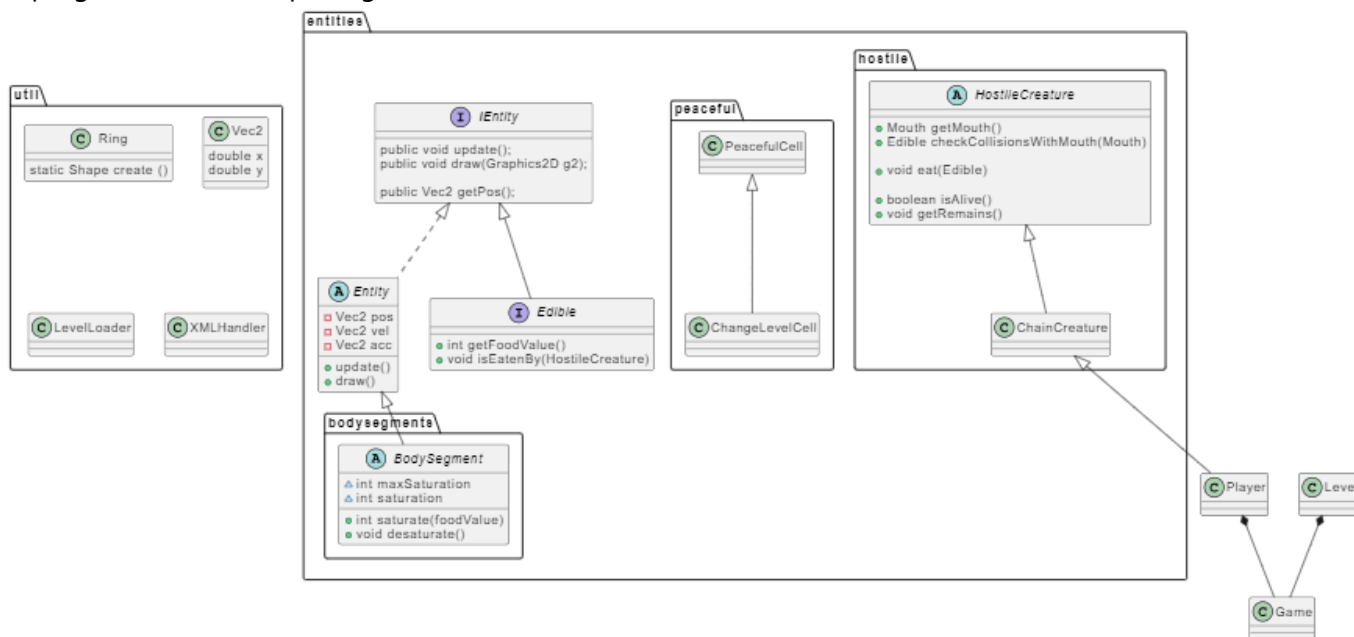 entities
util
C Ring
static Shape create ()
C Vec2
double x
double y
C LevelLoader
C XMLHandler
I IEntity
public void update();
public void draw(Graphics2D g2);
public Vec2 getPos();
A Entity
Vec2 pos
Vec2 vel
Vec2 acc
update()
draw()
I Edible
int getFoodValue()
void isEatenBy(HostileCreature)
bodysegments
A BodySegment
int maxSaturation
int saturation
int saturate(foodValue)
void desaturate()
peaceful
C PeacefulCell
C ChangeLevelCell
hostile
A HostileCreature
Mouth getMouth()
Edible checkCollisionsWithMouth(Mouth)
void eat(Edible)
boolean isAlive()
void getRemains()
C ChainCreature
C Player
C Leve
C Game